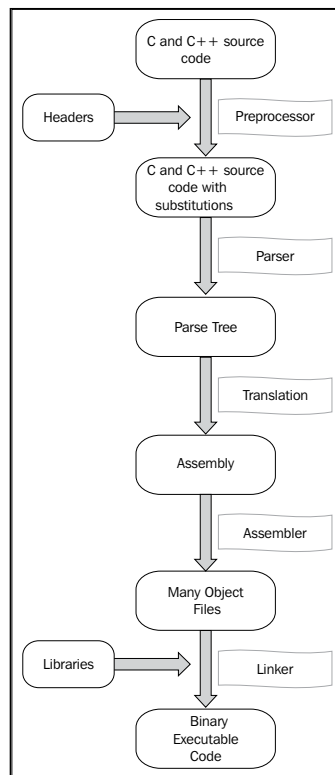 C and C++ source
code
Headers
Preprocessor
C and C++ source
code with
substitutions
Parser
Parse Tree
Translation
Assembly
Assembler
Many Object
Files
Libraries
Linker
Binary
Executable
Code